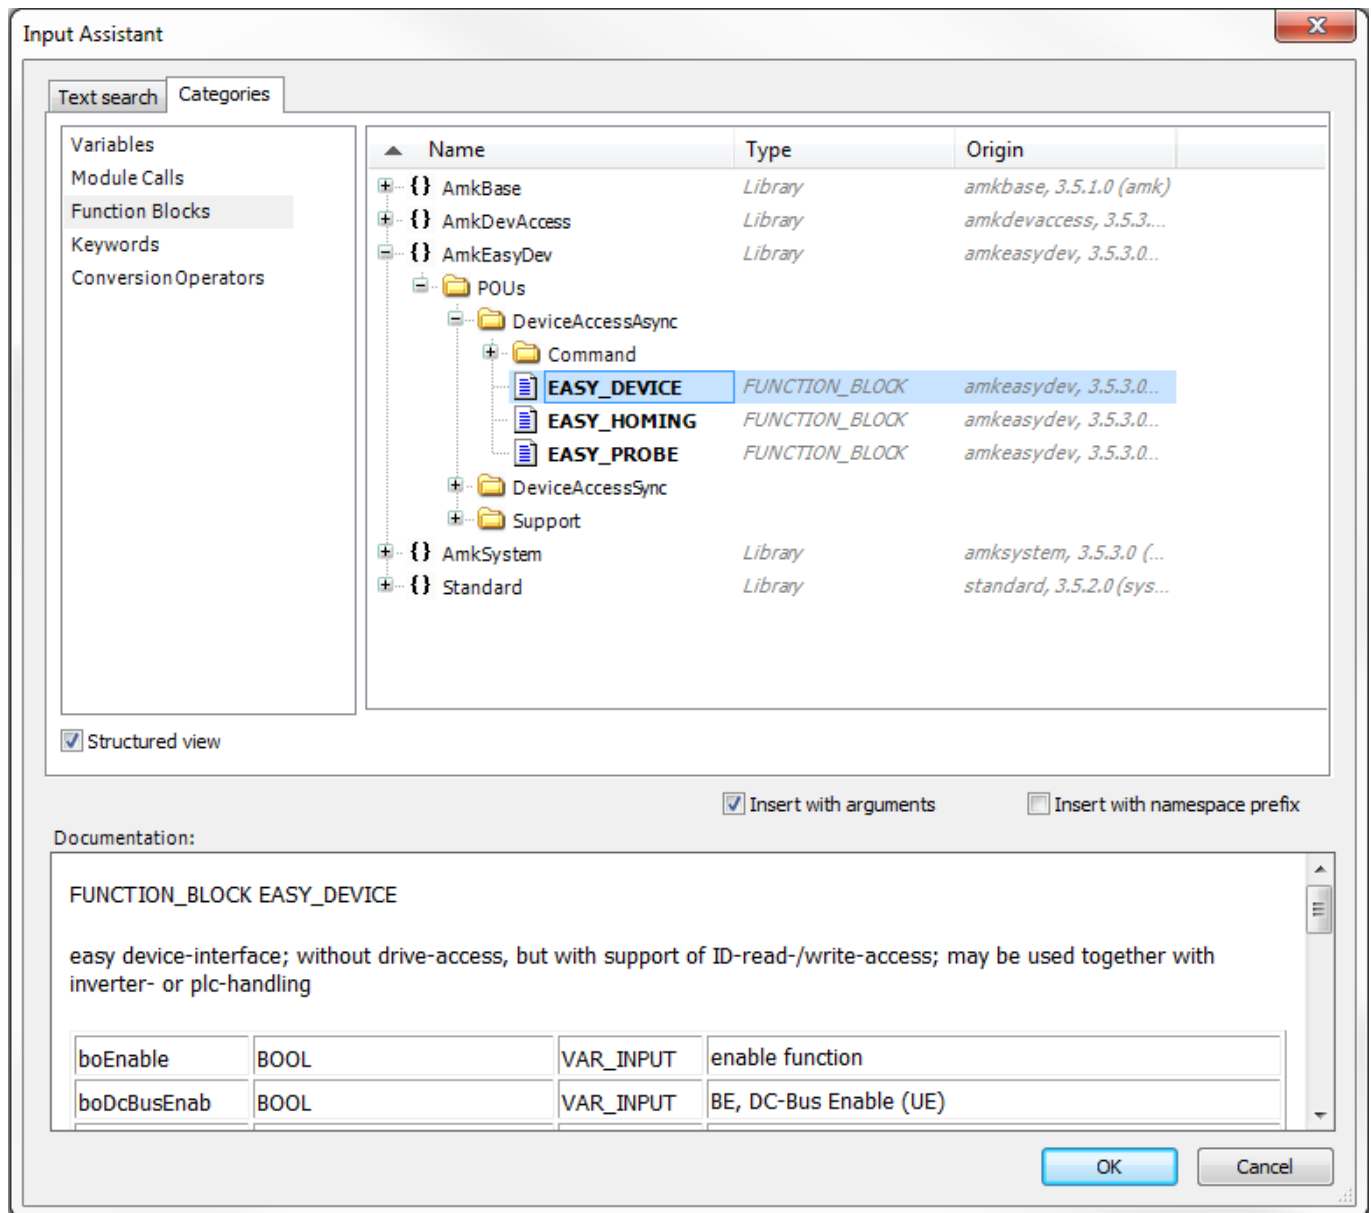 Input Assistant
Text search Categories
Variables
Module Calls
Function Blocks
Keywords
Conversion Operators
Name Type Origin
{} AmkBase Library amkbase, 3.5.1.0 (amk)
{} AmkDevAccess Library amkdevaccess, 3.5.3....
{} AmkEasyDev Library amkeasydev, 3.5.3.0...
POUs
DeviceAccessAsync
Command
EASY_DEVICE FUNCTION_BLOCK amkeasydev, 3.5.3.0...
EASY_HOMING FUNCTION_BLOCK amkeasydev, 3.5.3.0...
EASY_PROBE FUNCTION_BLOCK amkeasydev, 3.5.3.0...
DeviceAccessSync
Support
{} AmkSystem Library amksystem, 3.5.3.0 (...
{} Standard Library standard, 3.5.2.0 (sys...
Structured view
Insert with arguments Insert with namespace prefix
Documentation:
FUNCTION_BLOCK EASY_DEVICE
easy device-interface; without drive-access, but with support of ID-read-/write-access; may be used together with
inverter- or plc-handling
boEnable BOOL VAR_INPUT enable function
boDcBusEnab BOOL VAR_INPUT BE, DC-Bus Enable (UE)
OK Cancel